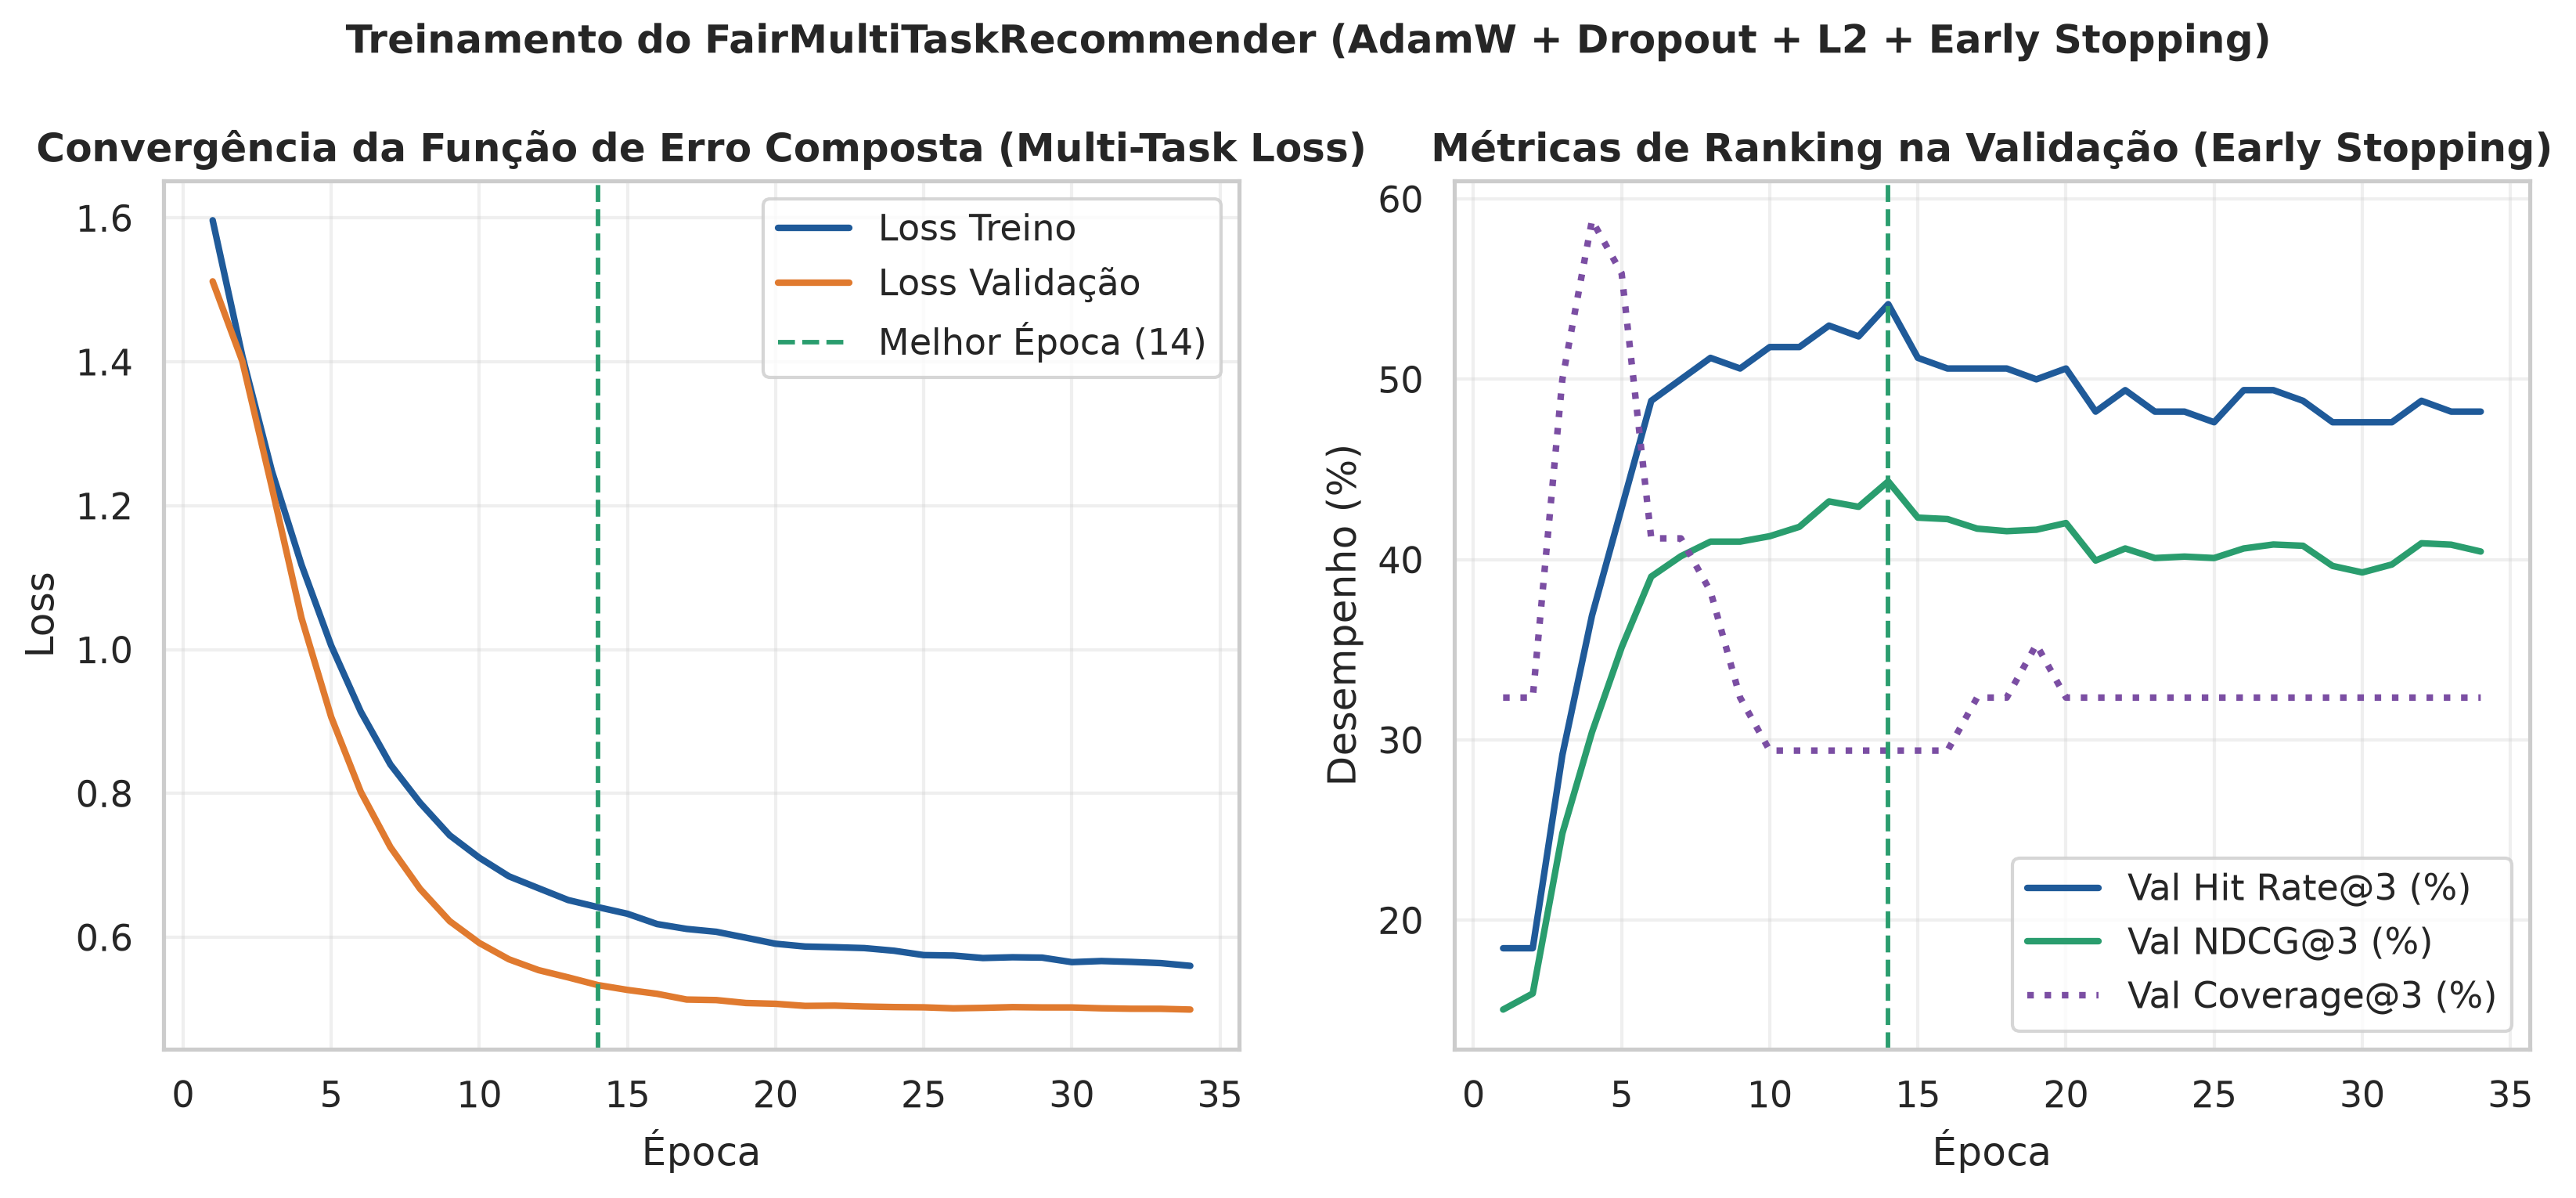 Treinamento do FairMultiTaskRecommender (AdamW + Dropout + L2 + Early Stopping)
Convergência da Função de Erro Composta (Multi-Task Loss)
Loss
1.6
1.4
1.2
1.0
0.8
0.6
Loss Treino
Loss Validação
Melhor Época (14)
0 5 10 15 20 25 30 35
Época
Métricas de Ranking na Validação (Early Stopping)
Desempenho (%)
60
50
40
30
20
Val Hit Rate@3 (%)
Val NDCG@3 (%)
Val Coverage@3 (%)
0 5 10 15 20 25 30 35
Época